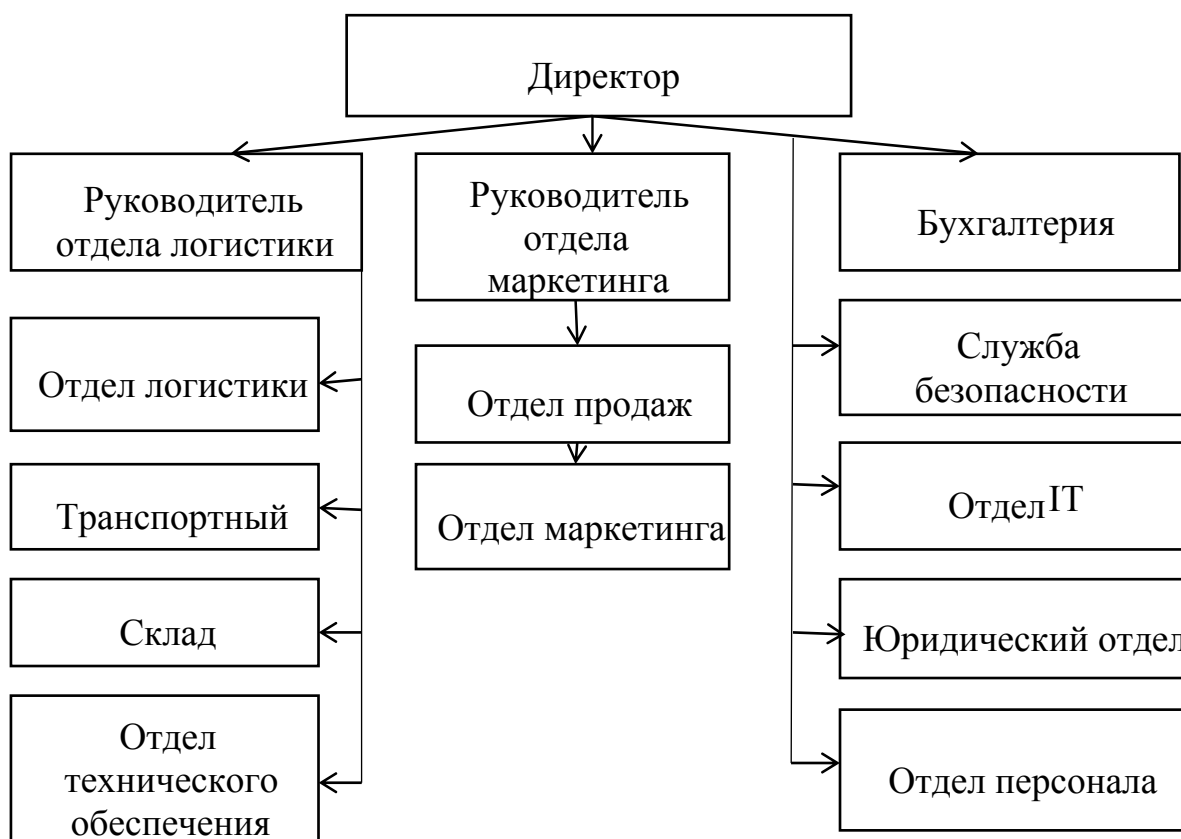 Директор
Руководитель
отдела логистики
Руководитель
отдела
маркетинга
Бухгалтерия
Отдел логистики
Отдел продаж
Служба
безопасности
Транспортный
Отдел маркетинга
Отдел IT
Склад
Юридический отдел
Отдел
технического
обеспечения
Отдел персонала